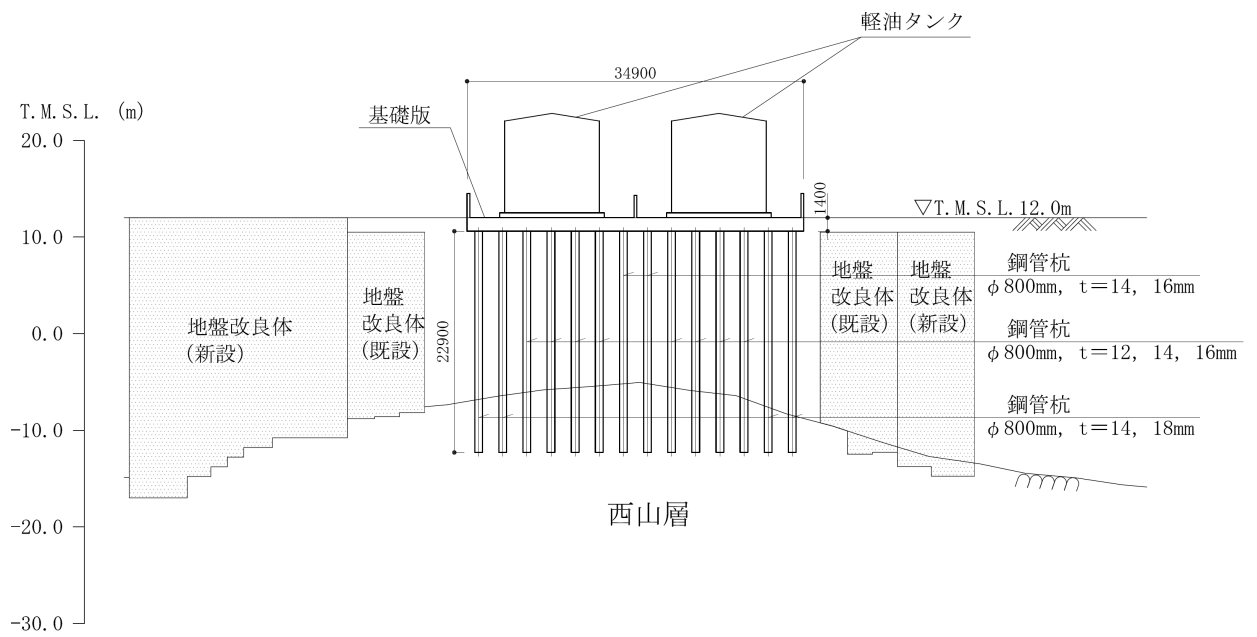 軽油タンク
34900
T.M.S.L. (m)
基礎版
20.0
1400
▽T.M.S.L.12.0m
10.0
鋼管杭
φ800mm, t=14, 16mm
地盤
改良体
(既設)
地盤
改良体
(新設)
地盤
改良体
(既設)
地盤改良体
(新設)
0.0
22900
鋼管杭
φ800mm, t=12, 14, 16mm
鋼管杭
φ800mm, t=14, 18mm
-10.0
西山層
-20.0
-30.0